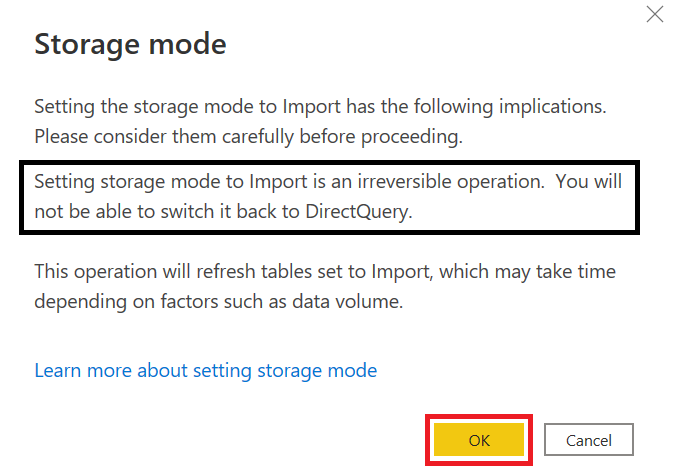 Storage mode
Setting the storage mode to Import has the following implications.
Please consider them carefully before proceeding.
Setting storage mode to Import is an irreversible operation.  You will
not be able to switch it back to DirectQuery.
This operation will refresh tables set to Import, which may take time
depending on factors such as data volume.
Learn more about setting storage mode
OK
Cancel